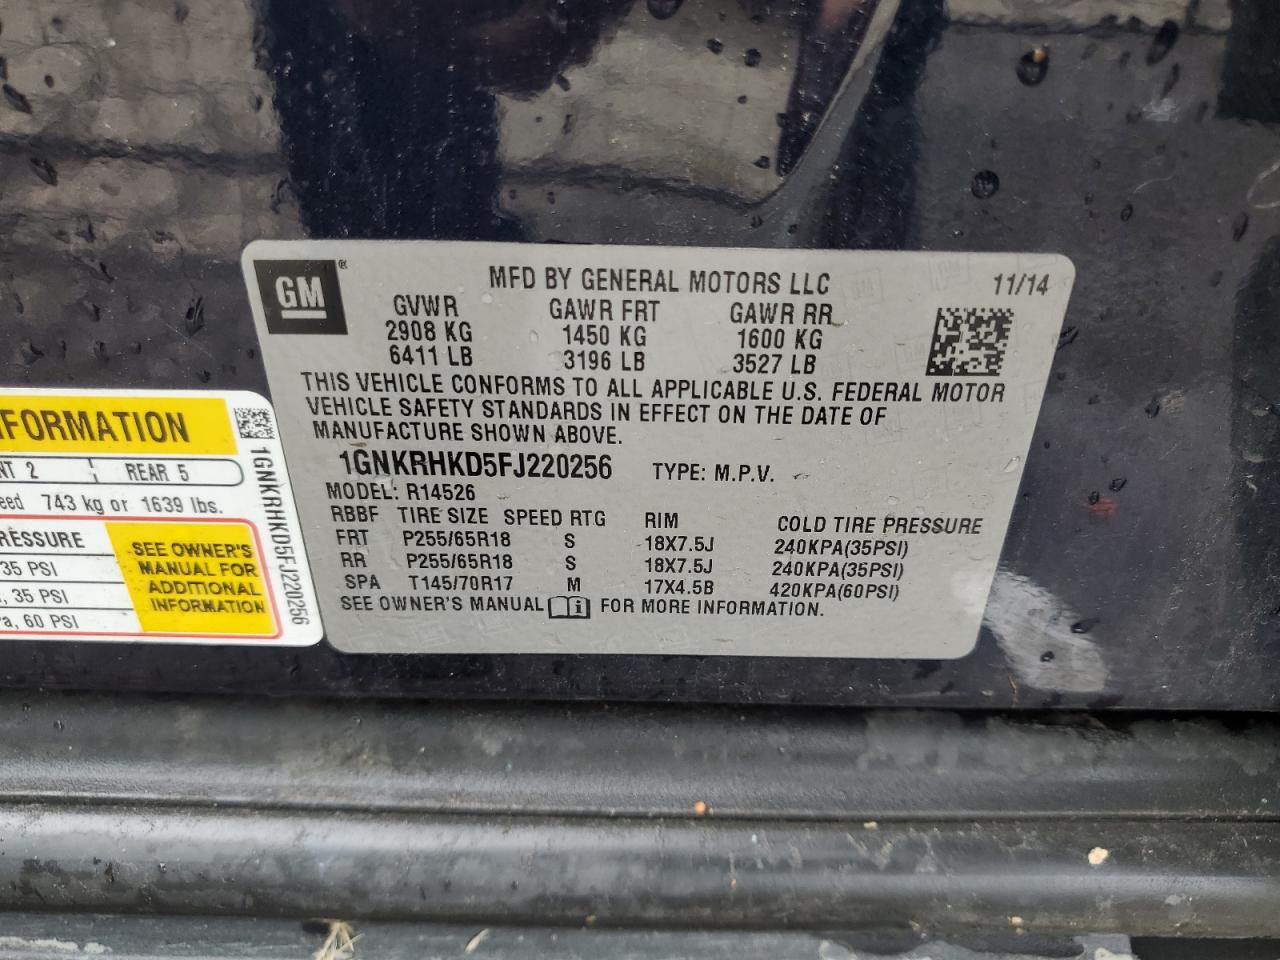 GM ®
MFD BY GENERAL MOTORS LLC 11/14
GVWR GAWR FRT GAWR RR
2908 KG 1450 KG 1600 KG
6411 LB 3196 LB 3527 LB
THIS VEHICLE CONFORMS TO ALL APPLICABLE U.S. FEDERAL MOTOR
VEHICLE SAFETY STANDARDS IN EFFECT ON THE DATE OF
MANUFACTURE SHOWN ABOVE.
1GNKRHKD5FJ220256 TYPE: M.P.V.
MODEL: R14526
RBBF TIRE SIZE SPEED RTG RIM COLD TIRE PRESSURE
FRT P255/65R18 S 18X7.5J 240KPA(35PSI)
RR P255/65R18 S 18X7.5J 240KPA(35PSI)
SPA T145/70R17 M 17X4.5B 420KPA(60PSI)
SEE OWNER'S MANUAL i FOR MORE INFORMATION.
FORMATION
NT 2 REAR 5
eed 743 kg or 1639 lbs.
RESSURE
35 PSI
, 35 PSI
a, 60 PSI
SEE OWNER'S
MANUAL FOR
ADDITIONAL
INFORMATION
1GNKRHKD5FJ220256